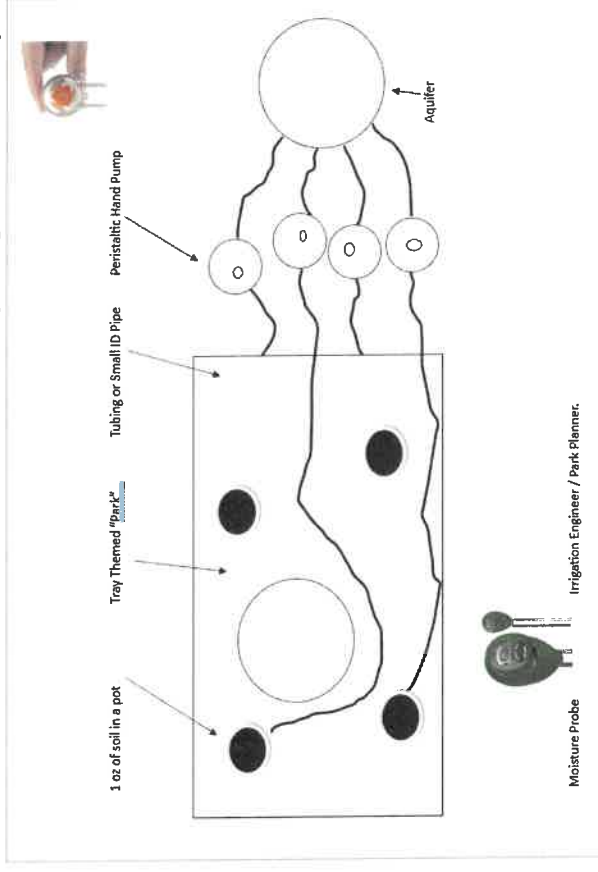 1 oz of soil in a pot
Tray Themed "Park"
Tubing or Small ID Pipe
Peristaltic Hand Pump
Aquifer
Moisture Probe
Irrigation Engineer / Park Planner.